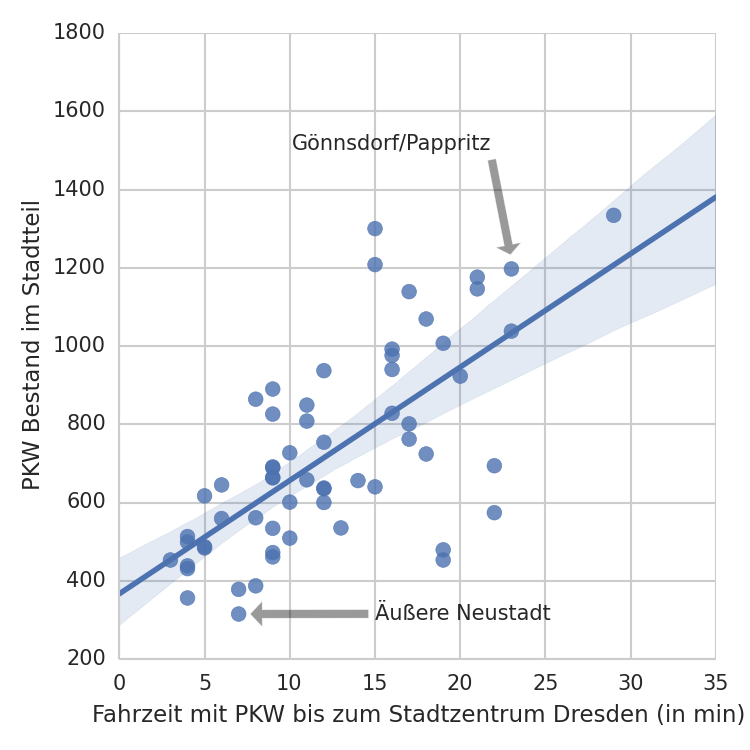 1800
1600
1400
1200
1000
800
600
400
200
PKW Bestand im Stadtteil
Gönnsdorf/Pappritz
Äußere Neustadt
0 5 10 15 20 25 30 35
Fahrzeit mit PKW bis zum Stadtzentrum Dresden (in min)